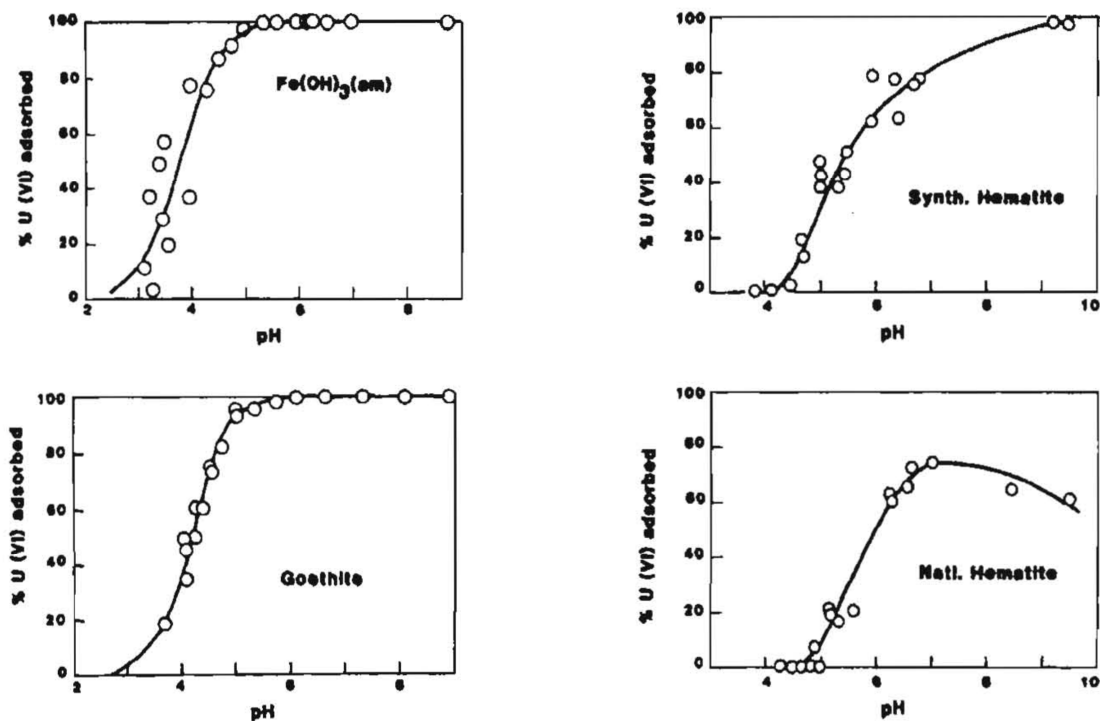 100
80
60
40
20
0
% U (VI) adsorbed
Fe(OH)3(am)
2 4 6 8
pH
100
80
60
40
20
0
% U (VI) adsorbed
Synth. Hematite
4 6 8 10
pH
100
80
60
40
20
0
% U (VI) adsorbed
Goethite
2 4 6 8
pH
100
80
60
40
20
0
% U (VI) adsorbed
Natl. Hematite
4 6 8 10
pH